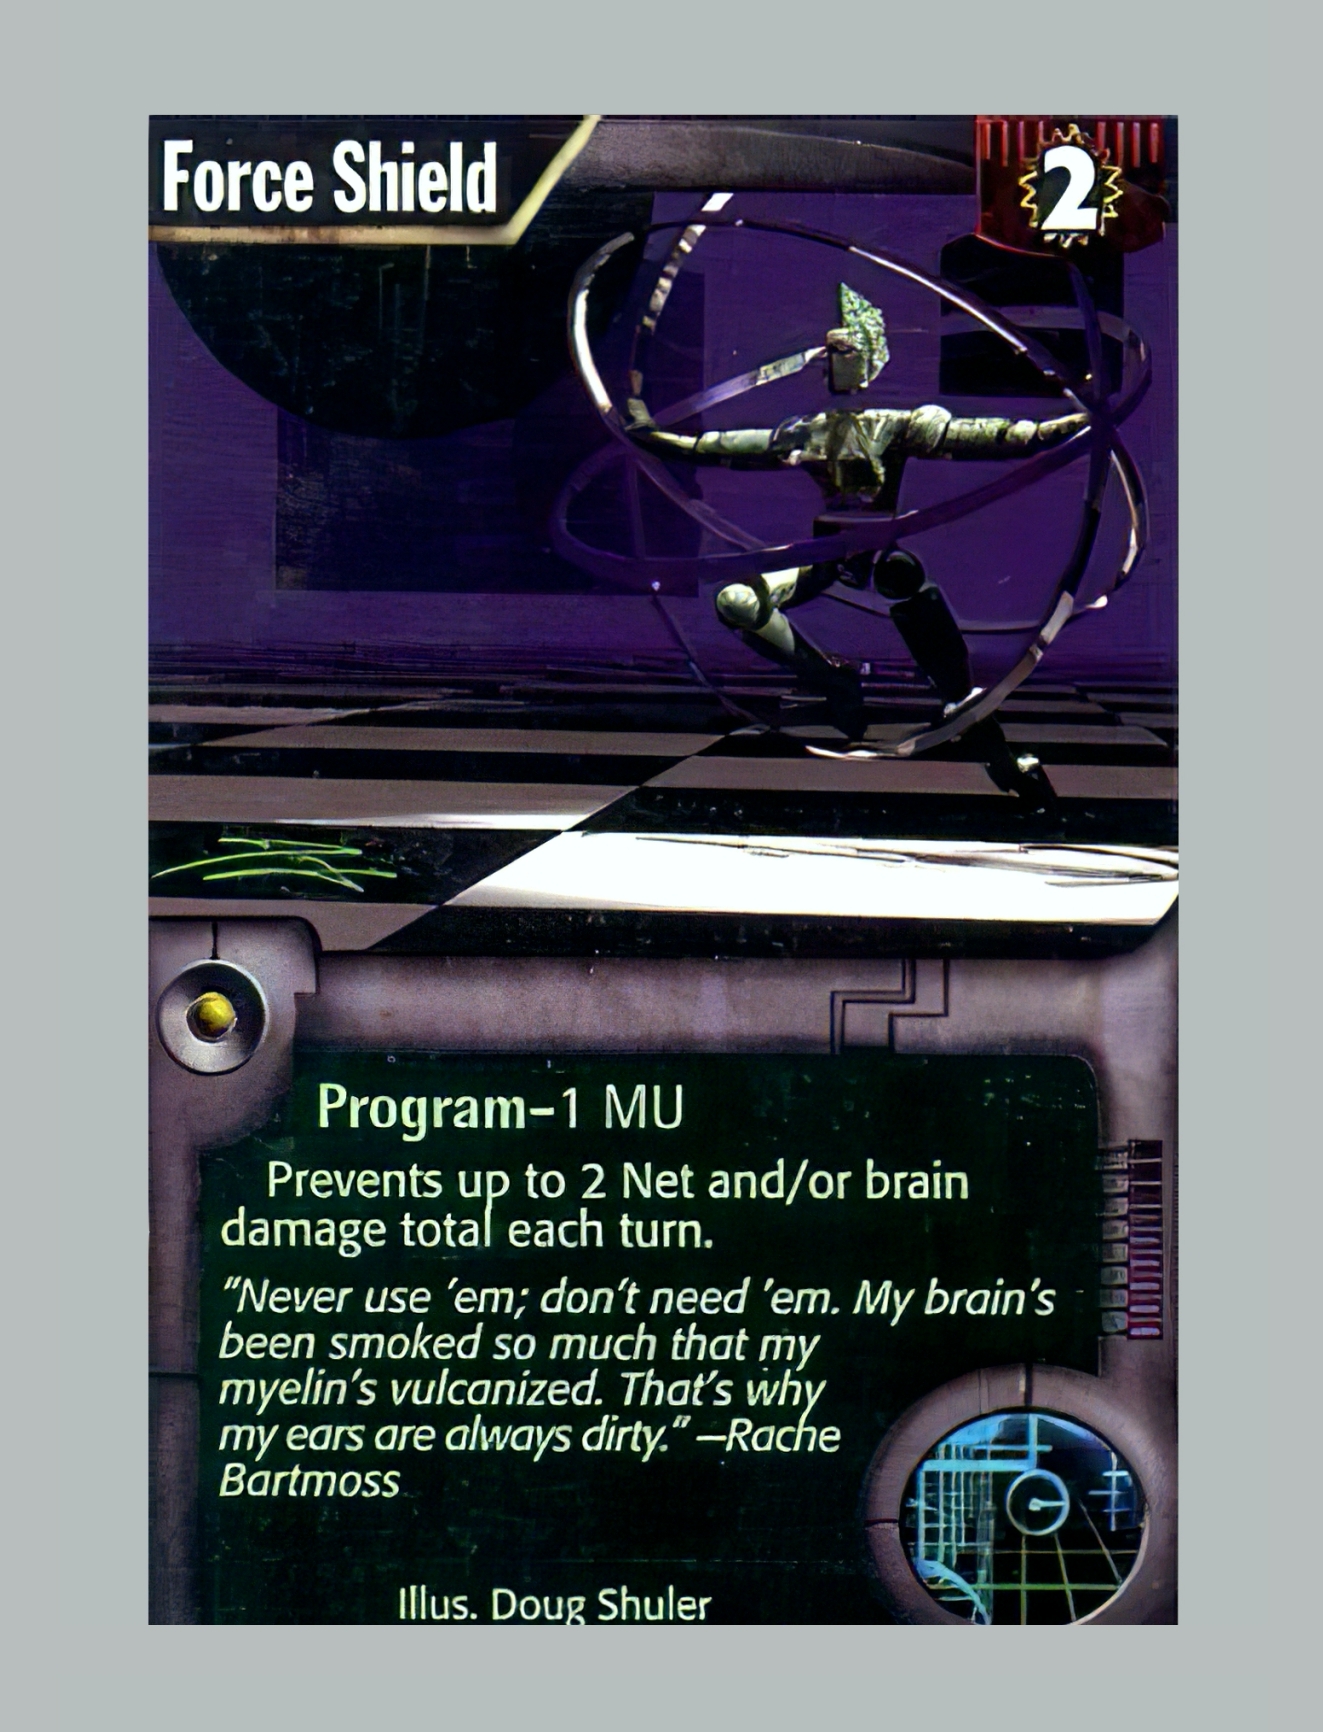 Force Shield
2
Program–1 MU
Prevents up to 2 Net and/or brain
damage total each turn.
"Never use 'em; don't need 'em. My brain's
been smoked so much that my
myelin's vulcanized. That's why
my ears are always dirty." –Rache
Bartmoss
Illus. Doug Shuler